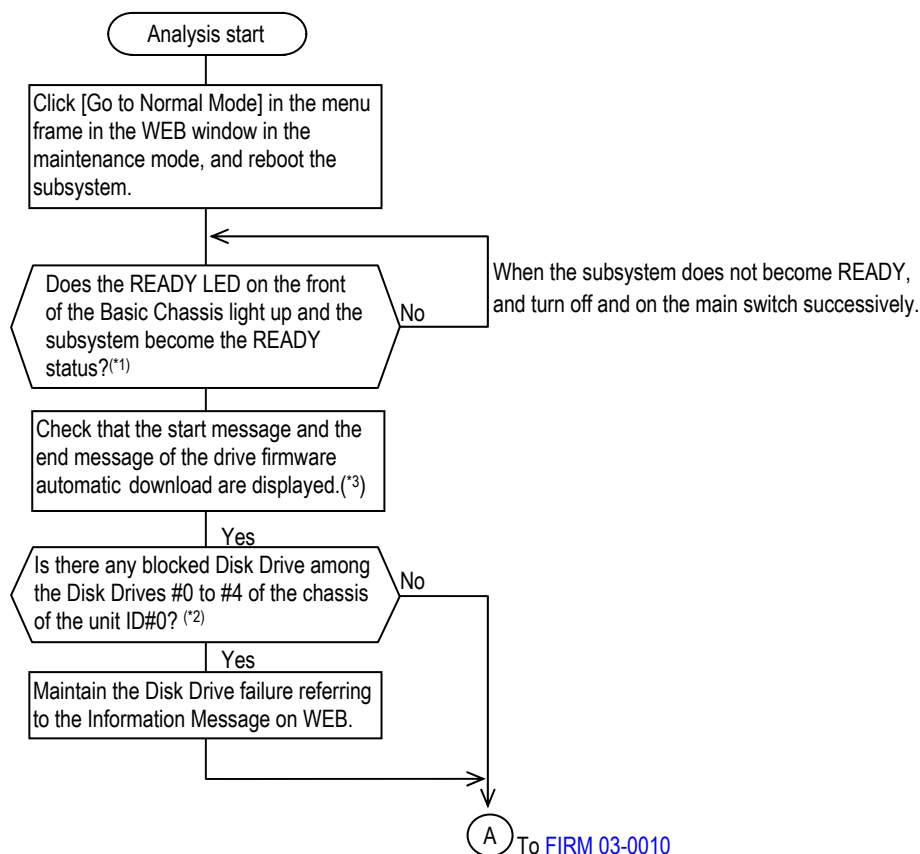 Analysis start
Click [Go to Normal Mode] in the menu
frame in the WEB window in the
maintenance mode, and reboot the
subsystem.
Does the READY LED on the front
of the Basic Chassis light up and the
subsystem become the READY
status?(*1)
No
When the subsystem does not become READY,
and turn off and on the main switch successively.
Check that the start message and the
end message of the drive firmware
automatic download are displayed.(*3)
Yes
Is there any blocked Disk Drive among
the Disk Drives #0 to #4 of the chassis
of the unit ID#0? (*2)
No
Yes
Maintain the Disk Drive failure referring
to the Information Message on WEB.
A
To FIRM 03-0010